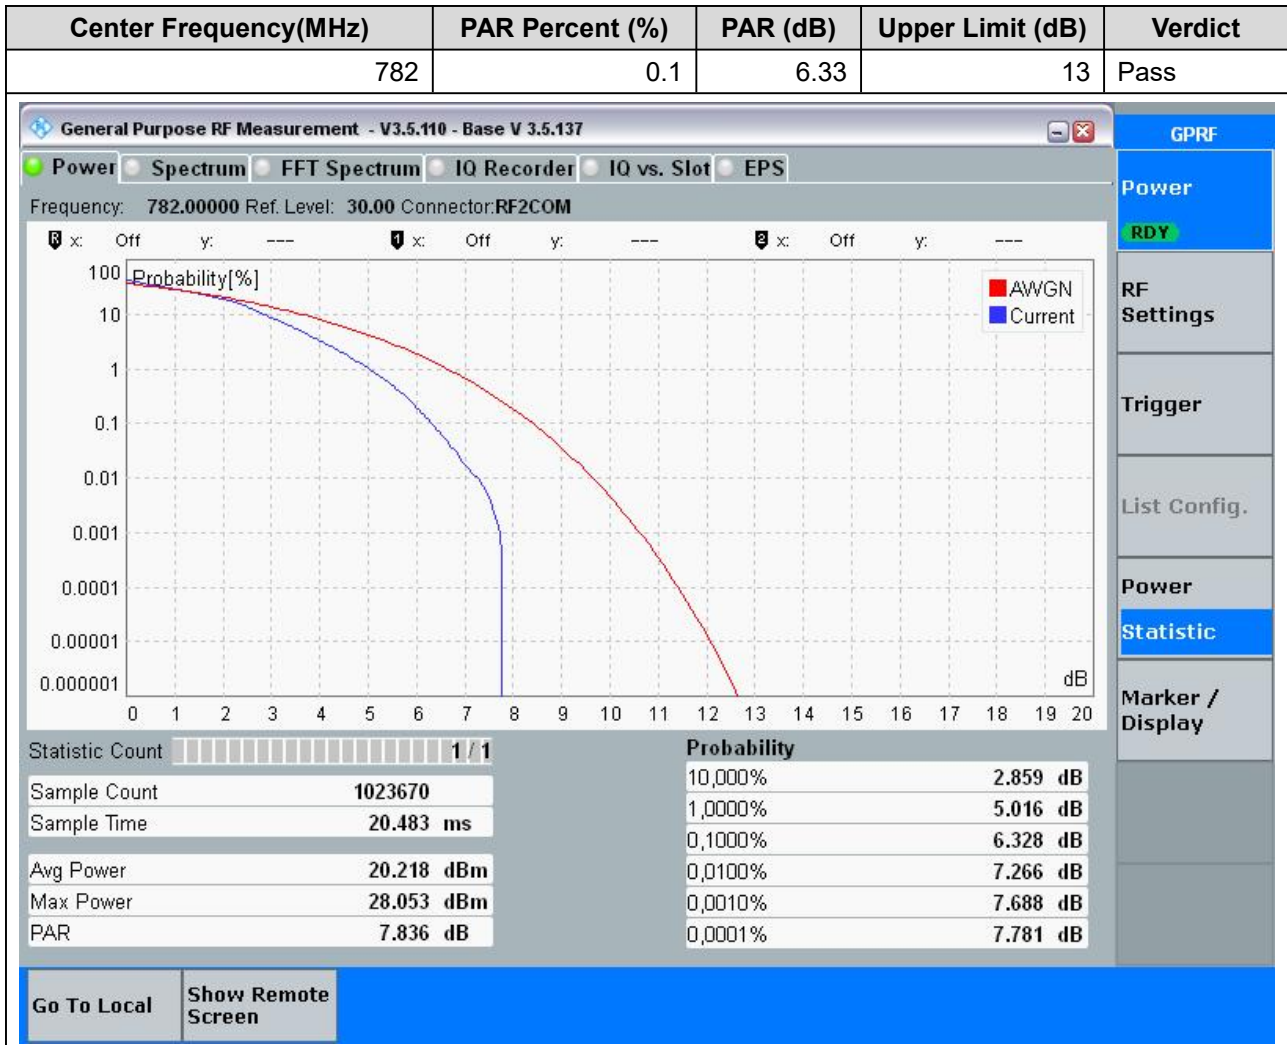 Center Frequency(MHz) PAR Percent (%) PAR (dB) Upper Limit (dB) Verdict
782 0.1 6.33 13 Pass
General Purpose RF Measurement - V3.5.110 - Base V 3.5.137
GPRF
Power Spectrum FFT Spectrum IQ Recorder IQ vs. Slot EPS
Power
RDY
Frequency: 782.00000 Ref. Level: 30.00 Connector:RF2COM
R x: Off y: --- 1 x: Off y: --- 2 x: Off y: ---
Probability[%]
100
10
1
0.1
0.01
0.001
0.0001
0.00001
0.000001
AWGN
Current
dB
0 1 2 3 4 5 6 7 8 9 10 11 12 13 14 15 16 17 18 19 20
RF
Settings
Trigger
List Config.
Power
Statistic
Marker /
Display
Statistic Count 1 / 1
Sample Count 1023670
Sample Time 20.483 ms
Avg Power 20.218 dBm
Max Power 28.053 dBm
PAR 7.836 dB
Probability
10,000% 2.859 dB
1,0000% 5.016 dB
0,1000% 6.328 dB
0,0100% 7.266 dB
0,0010% 7.688 dB
0,0001% 7.781 dB
Go To Local
Show Remote
Screen